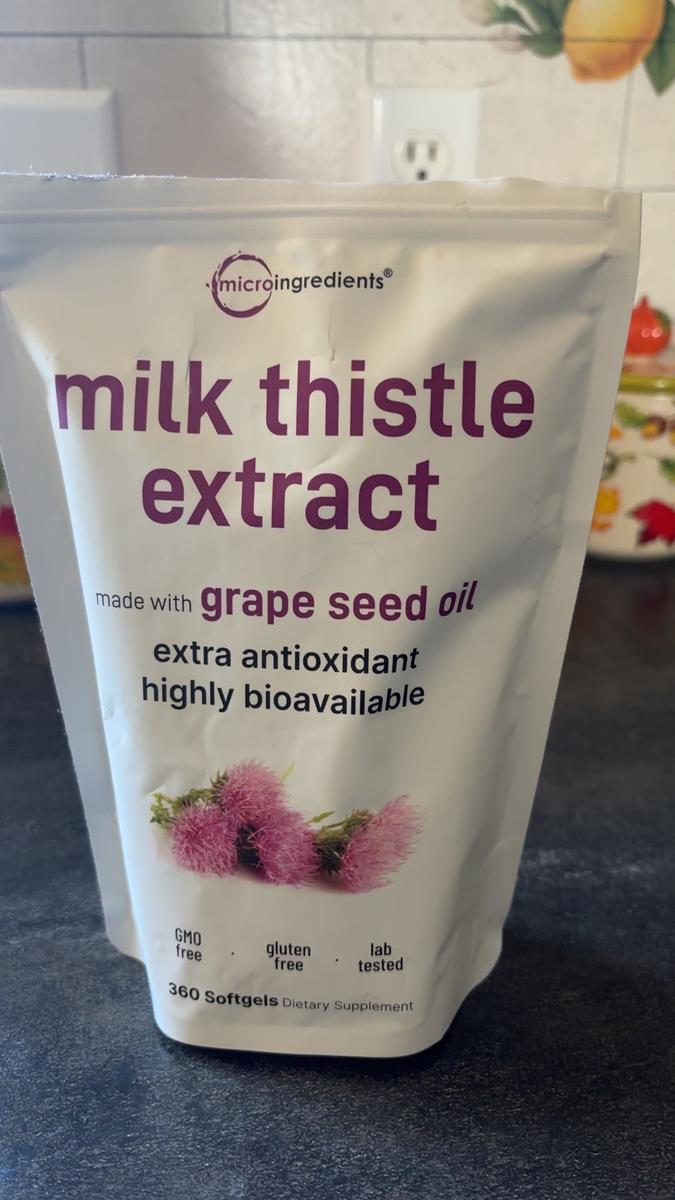 microingredients®
milk thistle
extract
made with grape seed oil
extra antioxidant
highly bioavailable
GMO free · gluten free · lab tested
360 Softgels Dietary Supplement